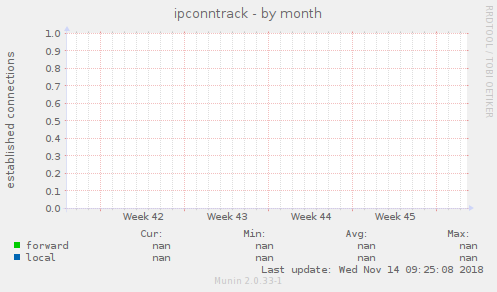 ipconntrack - by month
RRDTOOL / TOBI OETIKER
established connections
1.0
0.9
0.8
0.7
0.6
0.5
0.4
0.3
0.2
0.1
0.0
Week 42 Week 43 Week 44 Week 45
Cur: Min: Avg: Max:
forward nan nan nan nan
local nan nan nan nan
Last update: Wed Nov 14 09:25:08 2018
Munin 2.0.33-1